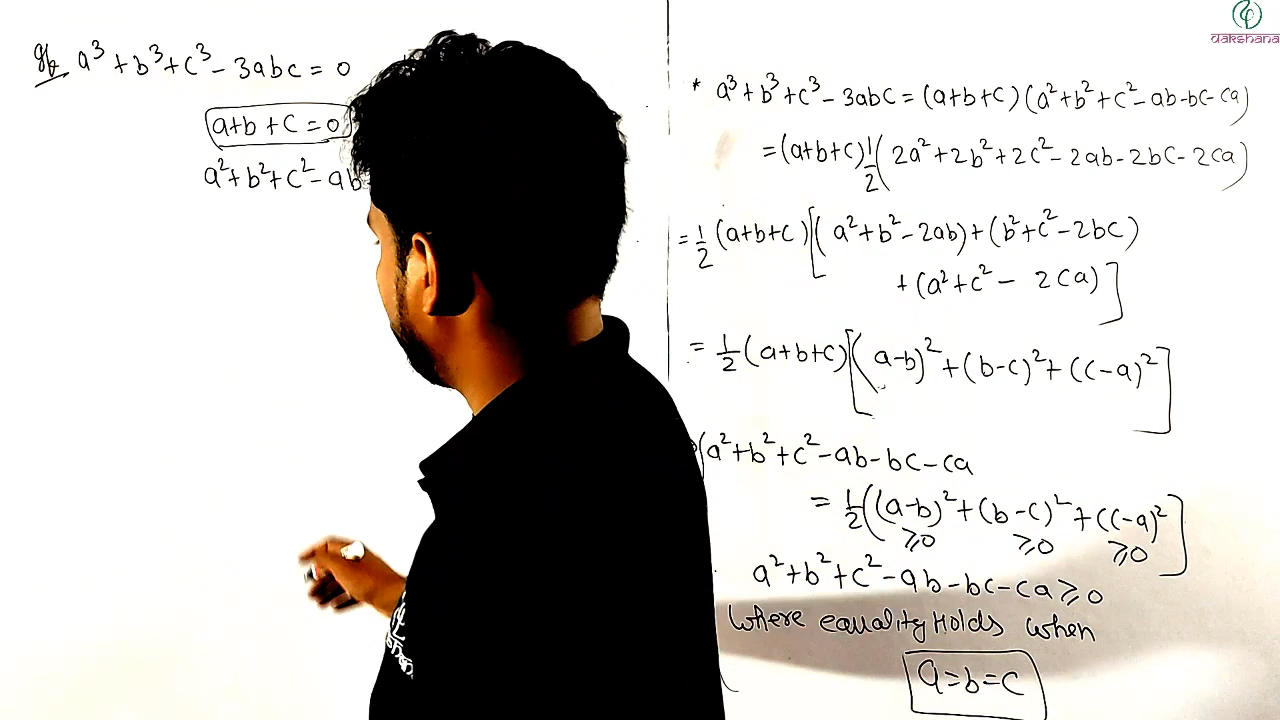 If a³ + b³ + c³ - 3abc = 0
a+b+c=0
a²+b²+c²-ab-
* a³+b³+c³-3abc = (a+b+c)(a²+b²+c²-ab-bc-ca)
= (a+b+c)1/2(2a²+2b²+2c²-2ab-2bc-2ca)
= 1/2 (a+b+c)[(a²+b²-2ab)+(b²+c²-2bc)
+(a²+c²-2ca)]
= 1/2 (a+b+c)[(a-b)²+(b-c)²+(c-a)²]
(a²+b²+c²-ab-bc-ca
= 1/2((a-b)²+(b-c)²+(c-a)²]
≥0 ≥0 ≥0
a²+b²+c²-ab-bc-ca≥0
where equality Holds when
a=b=c
Dakshana